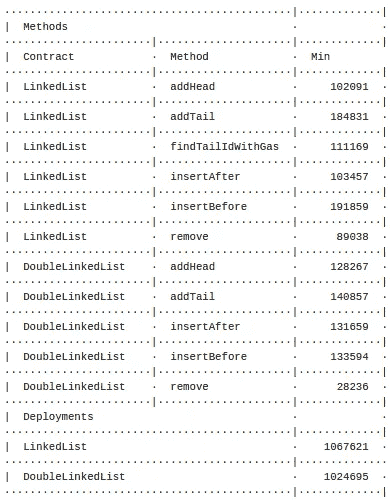 Methods
Contract · Method · Min
LinkedList · addHead · 102091 ·
LinkedList · addTail · 184831 ·
LinkedList · findTailIdWithGas · 111169 ·
LinkedList · insertAfter · 103457 ·
LinkedList · insertBefore · 191859 ·
LinkedList · remove · 89038 ·
DoubleLinkedList · addHead · 128267 ·
DoubleLinkedList · addTail · 140857 ·
DoubleLinkedList · insertAfter · 131659 ·
DoubleLinkedList · insertBefore · 133594 ·
DoubleLinkedList · remove · 28236 ·
Deployments
LinkedList · 1067621 ·
DoubleLinkedList · 1024695 ·